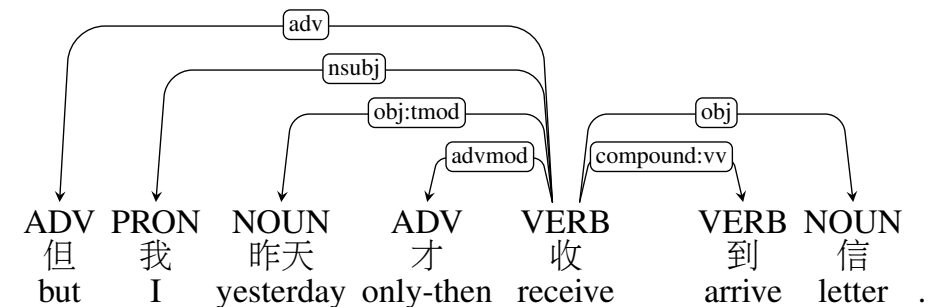 adv
nsubj
obj:tmod obj
advmod compound:vv
ADV PRON NOUN ADV VERB VERB NOUN
但 我 昨天 才 收 到 信
but I yesterday only-then receive arrive letter .